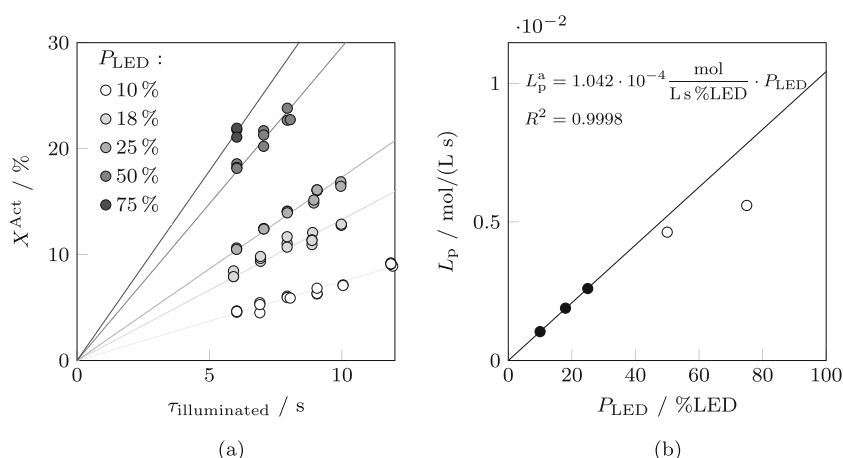 30
20
10
0
0
5
10
X^Act / %
τ_illuminated / s
P_LED :
10 %
18 %
25 %
50 %
75 %
(a)
·10⁻²
1
0.5
0
0
20
40
60
80
100
L_p / mol/(L s)
P_LED / %LED
L_p^a = 1.042 · 10⁻⁴ mol / (L s %LED) · P_LED
R² = 0.9998
(b)